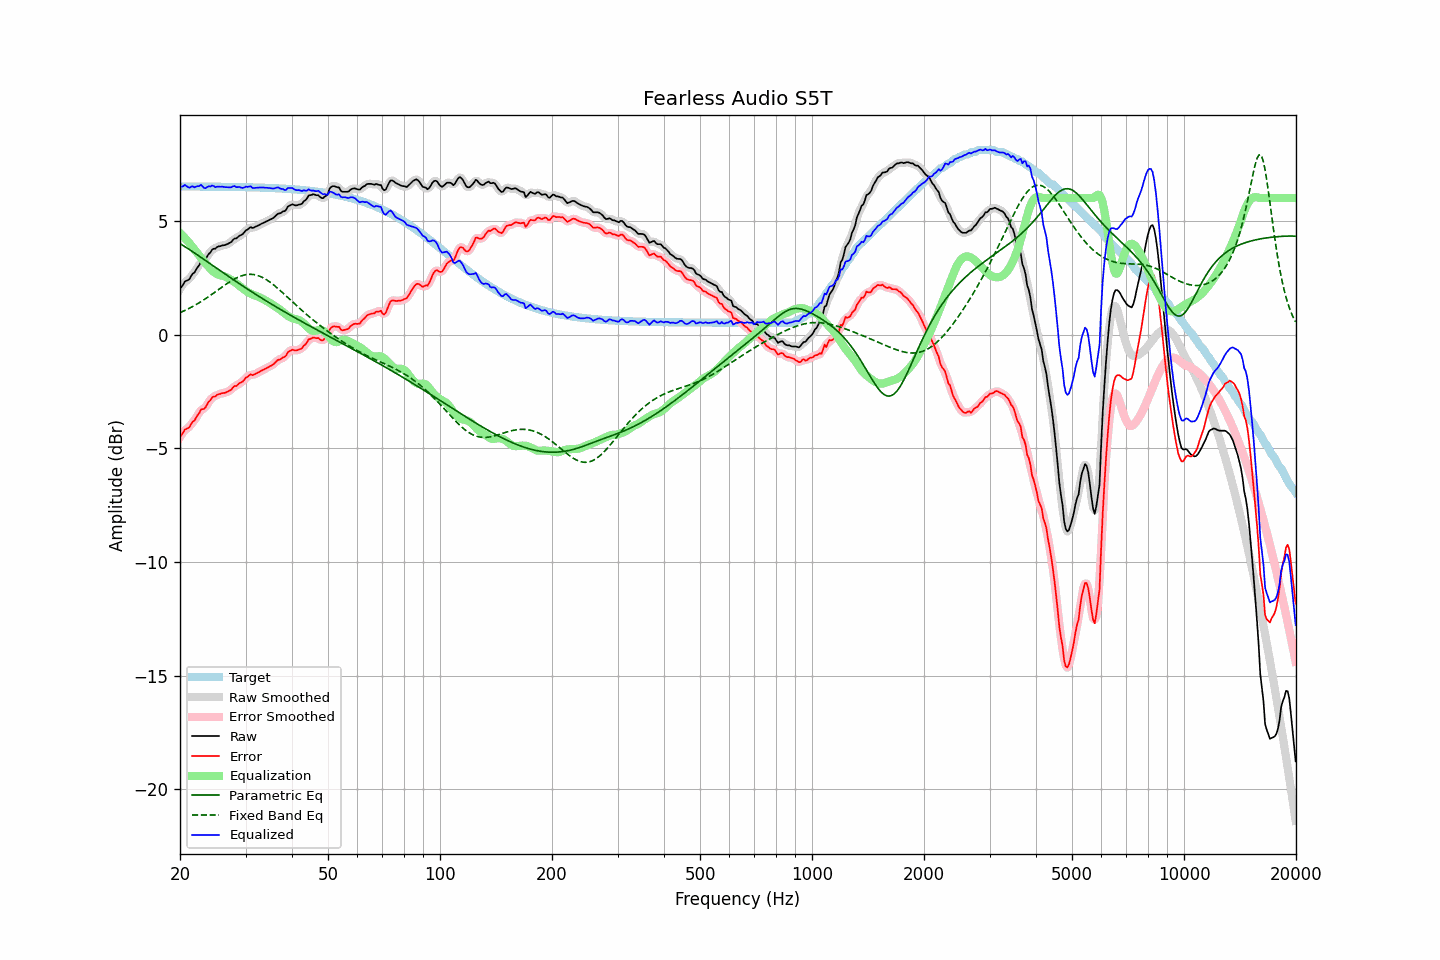 Fearless Audio S5T
Amplitude (dBr)
5
0
−5
−10
−15
−20
Target
Raw Smoothed
Error Smoothed
Raw
Error
Equalization
Parametric Eq
Fixed Band Eq
Equalized
20 50 100 200 500 1000 2000 5000 10000 20000
Frequency (Hz)